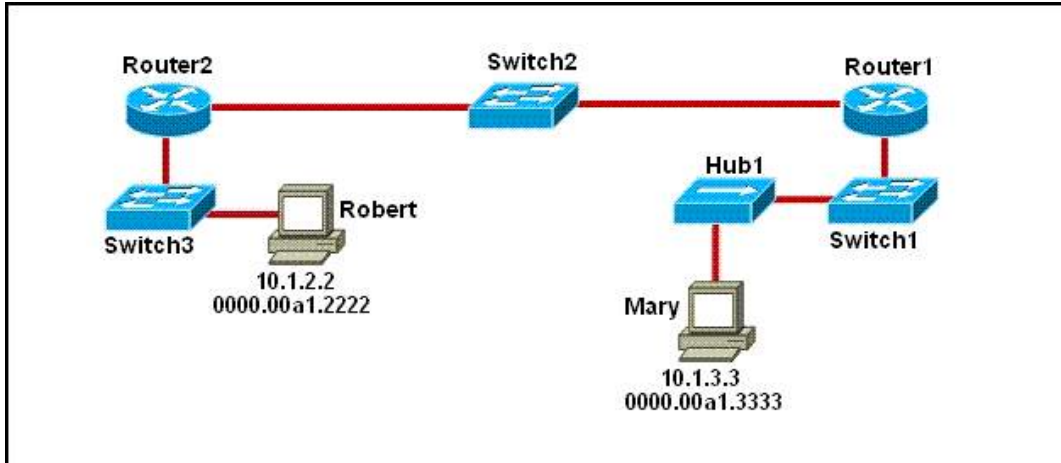 Router2
Switch2
Router1
Hub1
Robert
Switch3
Switch1
10.1.2.2
0000.00a1.2222
Mary
10.1.3.3
0000.00a1.3333